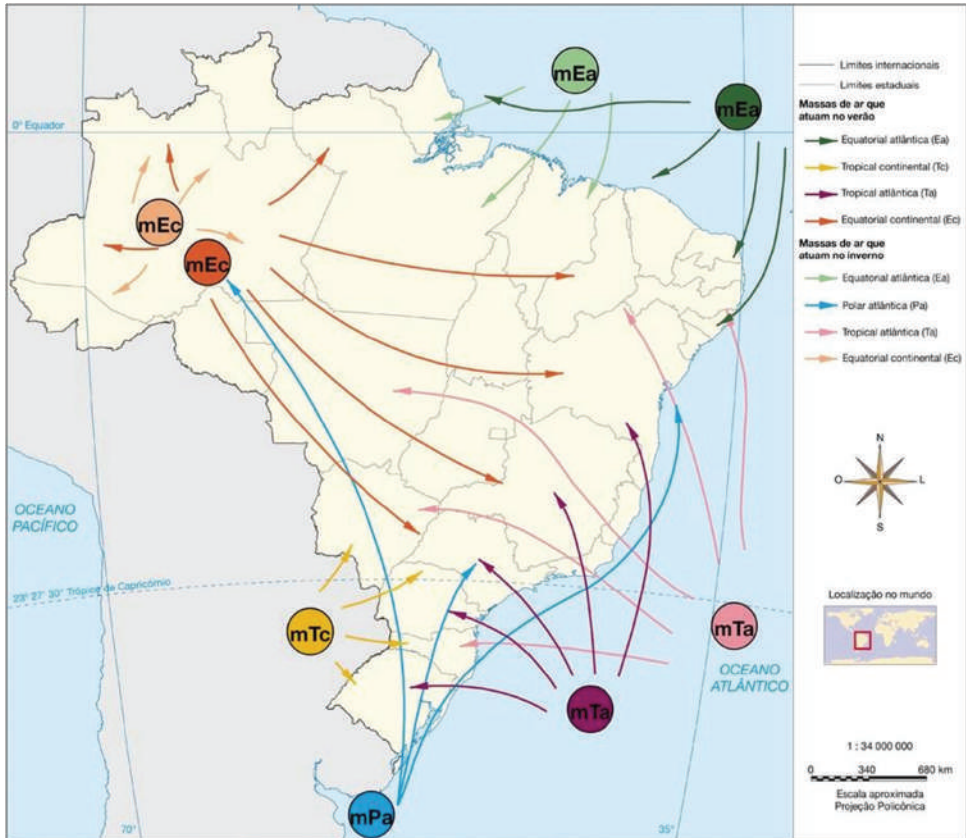 mEa
mEa
0° Equador
mEc
mEc
OCEANO
PACÍFICO
23° 27' 30" Trópico de Capricórnio
mTc
mTa
OCEANO
ATLÂNTICO
mTa
mPa
70°
35°
Limites internacionais
Limites estaduais
Massas de ar que
atuam no verão
Equatorial atlântica (Ea)
Tropical continental (Tc)
Tropical atlântica (Ta)
Equatorial continental (Ec)
Massas de ar que
atuam no inverno
Equatorial atlântica (Ea)
Polar atlântica (Pa)
Tropical atlântica (Ta)
Equatorial continental (Ec)
N
O L
S
Localização no mundo
1 : 34 000 000
0 340 680 km
Escala aproximada
Projeção Policônica